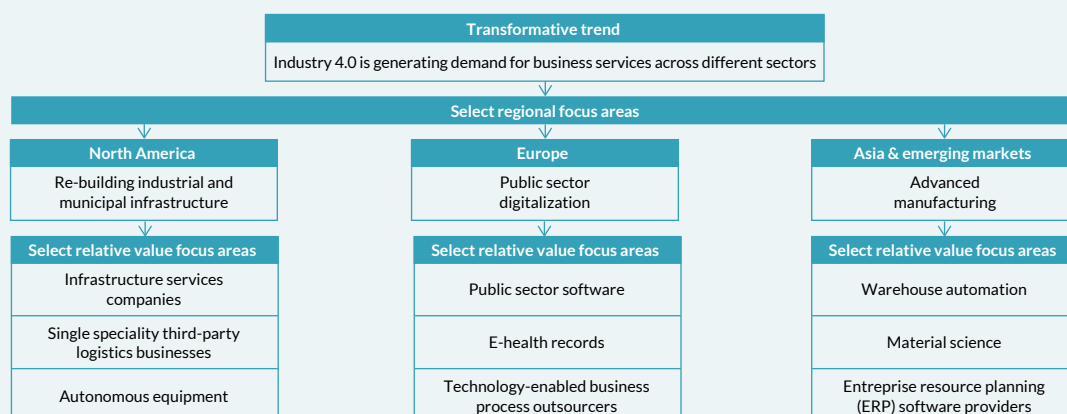 Transformative trend
Industry 4.0 is generating demand for business services across different sectors
Select regional focus areas
North America
Re-building industrial and
municipal infrastructure
Select relative value focus areas
Infrastructure services
companies
Single speciality third-party
logistics businesses
Autonomous equipment
Europe
Public sector
digitalization
Select relative value focus areas
Public sector software
E-health records
Technology-enabled business
process outsourcers
Asia & emerging markets
Advanced
manufacturing
Select relative value focus areas
Warehouse automation
Material science
Entreprise resource planning
(ERP) software providers